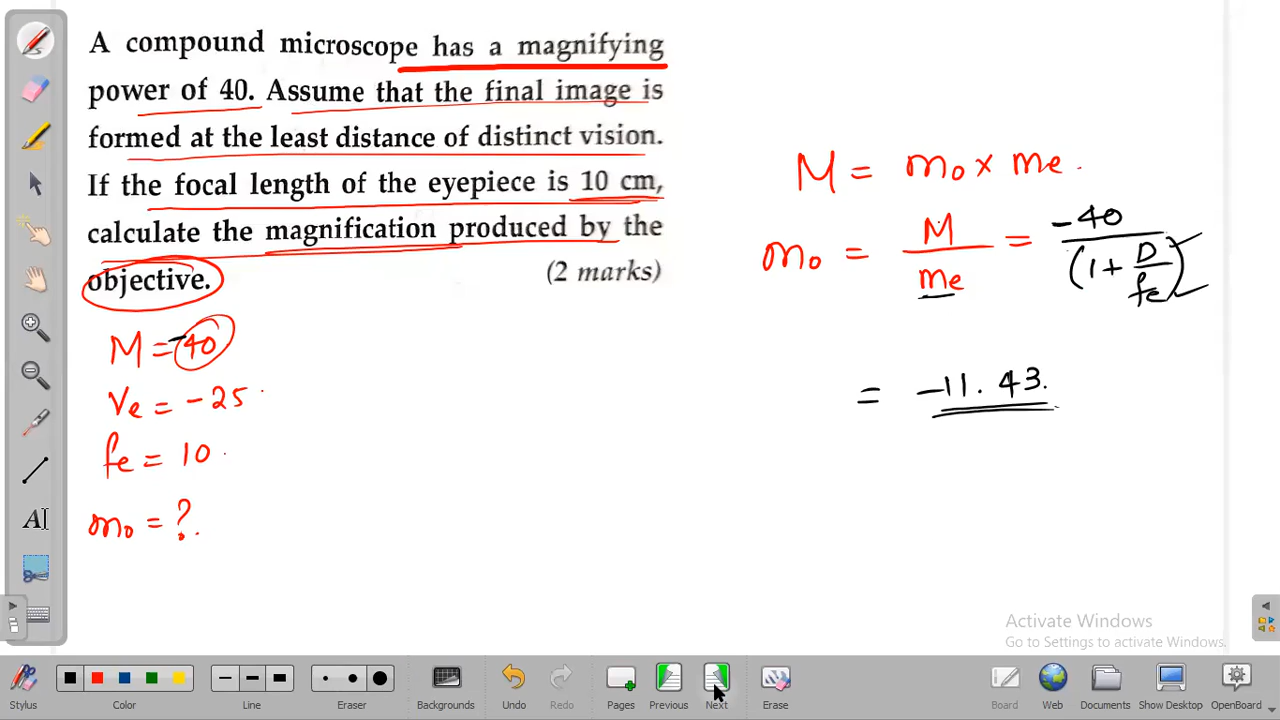 A compound microscope has a magnifying
power of 40. Assume that the final image is
formed at the least distance of distinct vision.
If the focal length of the eyepiece is 10 cm,
calculate the magnification produced by the
objective. (2 marks)
M = -40
Ve = -25
fe = 10
mo = ?
M = mo × me
mo = M/me = -40/(1 + D/fe)
= -11.43
Activate Windows
Go to Settings to activate Windows.
Stylus Color Line Eraser Backgrounds Undo Redo Pages Previous Next Erase Board Web Documents Show Desktop OpenBoard